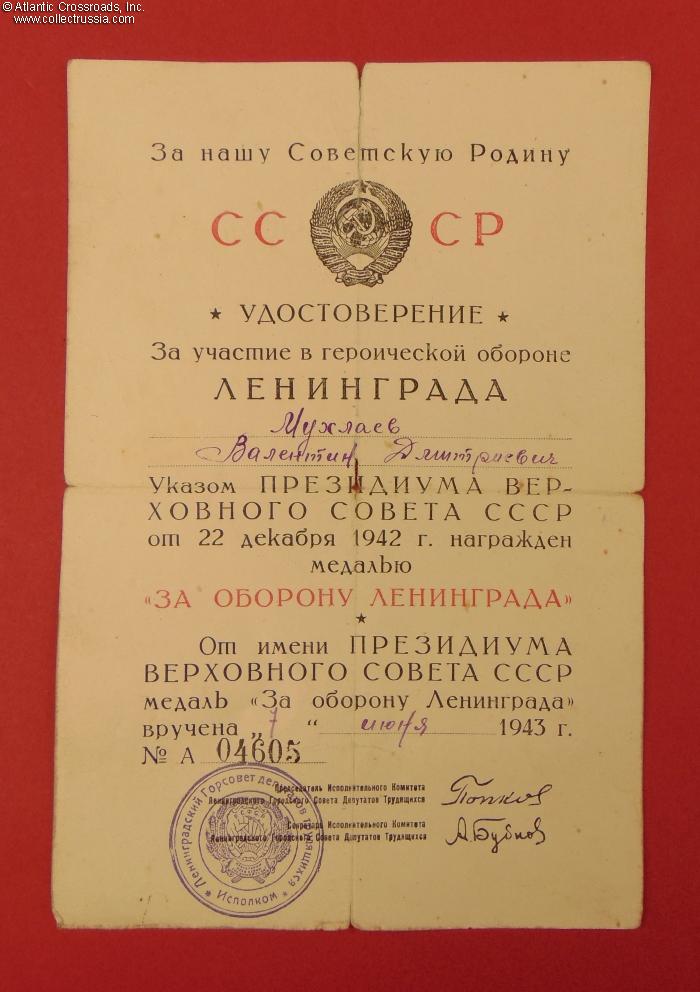 © Atlantic Crossroads, Inc.
www.collectrussia.com
За нашу Советскую Родину
СС СР
★ УДОСТОВЕРЕНИЕ ★
За участие в героической обороне
ЛЕНИНГРАДА
Мухлаев
Валентин Дмитриевич
Указом ПРЕЗИДИУМА ВЕР-
ХОВНОГО СОВЕТА СССР
от 22 декабря 1942 г. награжден
медалью
«ЗА ОБОРОНУ ЛЕНИНГРАДА»
★
От имени ПРЕЗИДИУМА
ВЕРХОВНОГО СОВЕТА СССР
медаль «За оборону Ленинграда»
вручена „7“ июня 1943 г.
№ А 04605
Председатель Исполнительного Комитета
Ленинградского Городского Совета Депутатов Трудящихся
Попков
Секретарь Исполнительного Комитета
Ленинградского Городского Совета Депутатов Трудящихся
А Бубнов
Ленинградский Горсовет депутатов трудящихся
★ Исполком ★